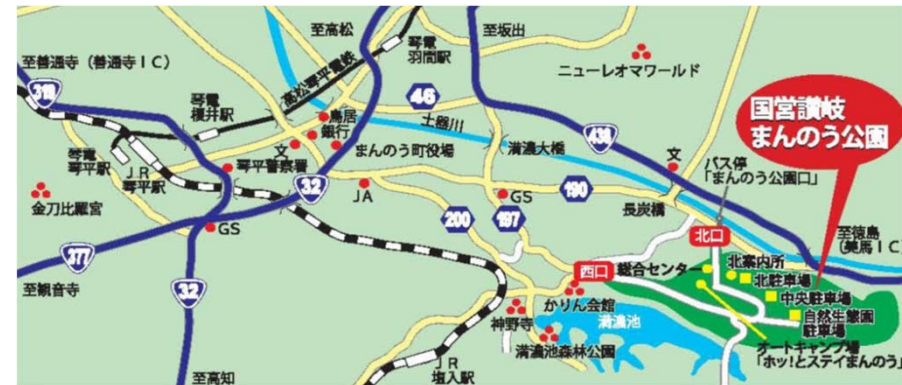 至高松
至坂出
琴電
羽間駅
至善通寺（善通寺IC）
ニューレオマワールド
319
高松琴平電鉄
46
国営讃岐
まんのう公園
琴電
榎井駅
鳥居
銀行
土器川
438
文
まんのう町役場
満濃大橋
文
バス停
「まんのう公園口」
琴電
琴平駅
JR
琴平駅
琴平警察署
32
JA
190
GS
長炭橋
金刀比羅宮
200
197
北口
至徳島
（美馬IC）
GS
377
西口
総合センター
北案内所
北駐車場
至観音寺
32
かりん会館
中央駐車場
神野寺
満濃池
自然生態園
駐車場
満濃池森林公園
オートキャンプ場
「ホッ！とステイまんのう」
至高知
JR
塩入駅